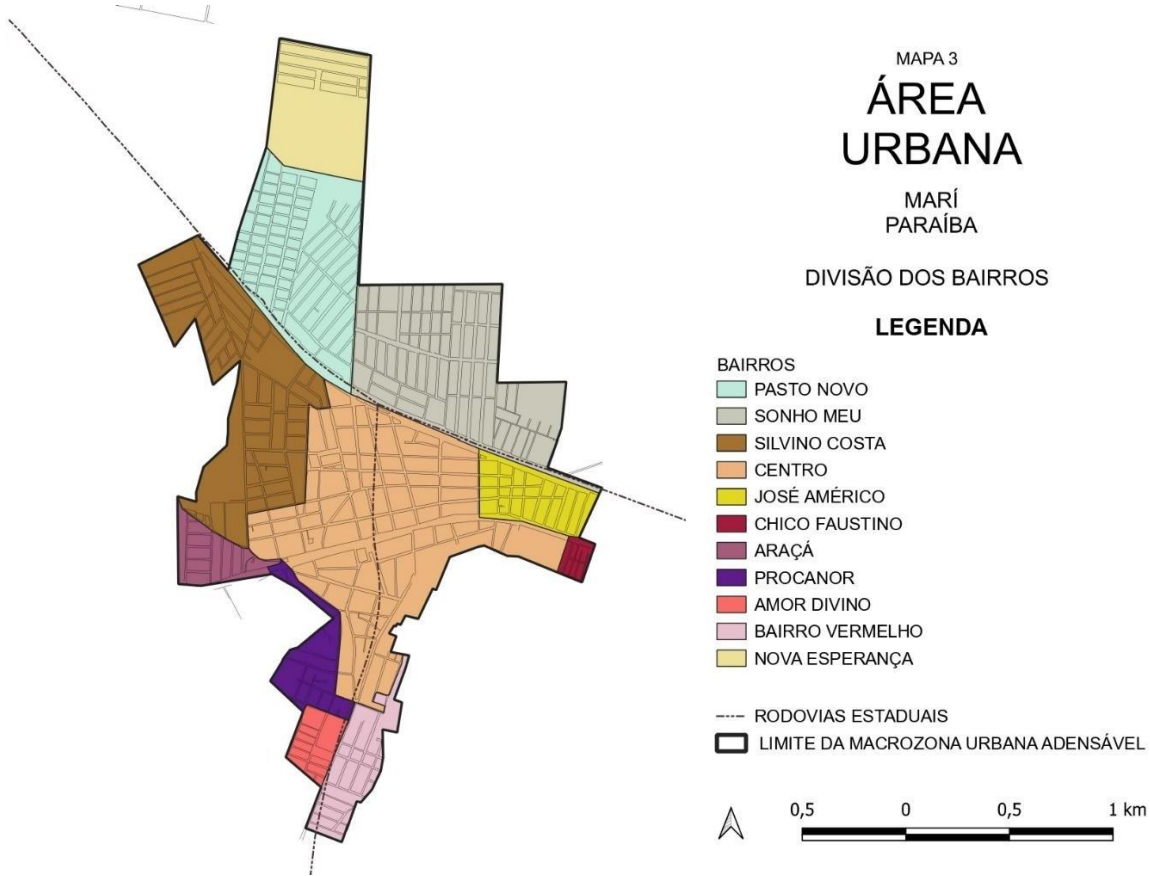 MAPA 3
ÁREA
URBANA
MARÍ
PARAÍBA
DIVISÃO DOS BAIRROS
LEGENDA
BAIRROS
PASTO NOVO
SONHO MEU
SILVINO COSTA
CENTRO
JOSÉ AMÉRICO
CHICO FAUSTINO
ARAÇÁ
PROCANOR
AMOR DIVINO
BAIRRO VERMELHO
NOVA ESPERANÇA
RODOVIAS ESTADUAIS
LIMITE DA MACROZONA URBANA ADENSÁVEL
0,5 0 0,5 1 km